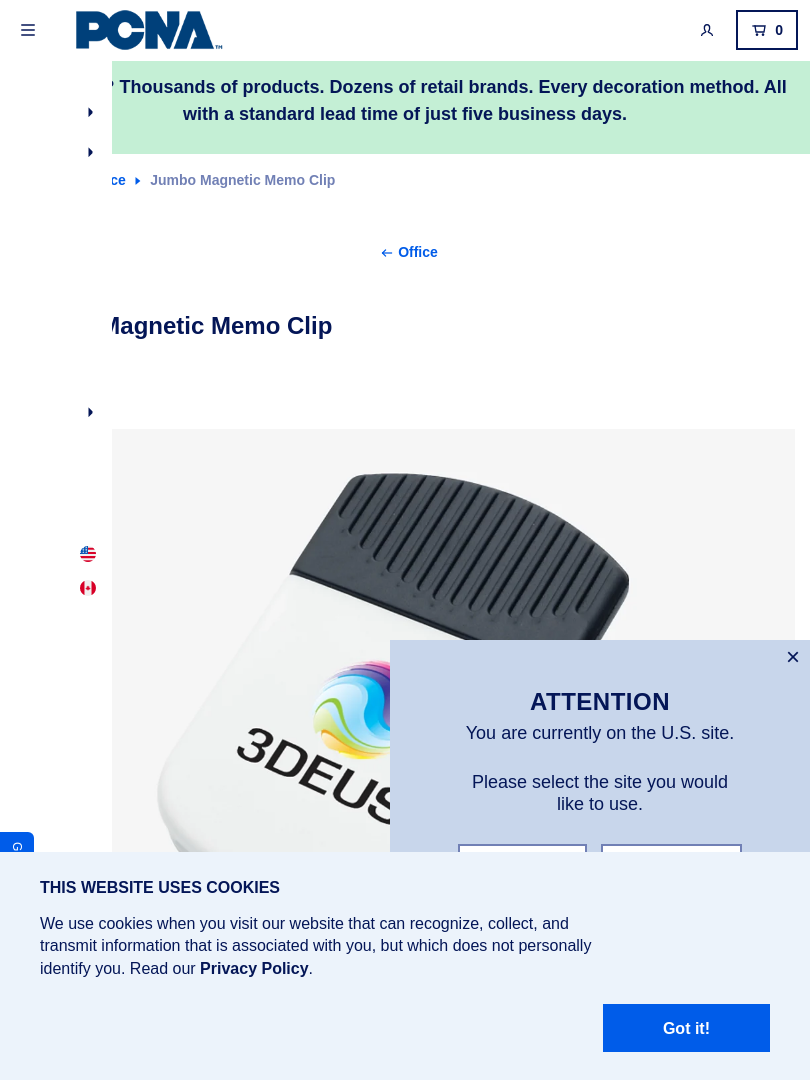 PCNA™
0
? Thousands of products. Dozens of retail brands. Every decoration method. All
with a standard lead time of just five business days.
ce
Jumbo Magnetic Memo Clip
Office
Magnetic Memo Clip
ATTENTION
You are currently on the U.S. site.
Please select the site you would
like to use.
G
THIS WEBSITE USES COOKIES
We use cookies when you visit our website that can recognize, collect, and
transmit information that is associated with you, but which does not personally
identify you. Read our Privacy Policy.
Got it!